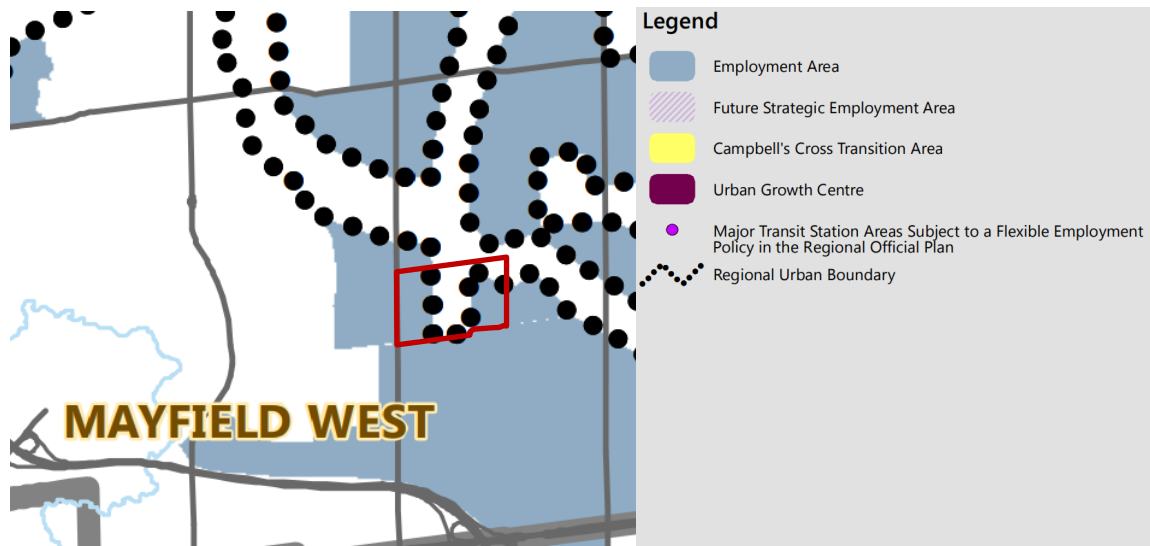 Legend
Employment Area
Future Strategic Employment Area
Campbell's Cross Transition Area
Urban Growth Centre
Major Transit Station Areas Subject to a Flexible Employment
Policy in the Regional Official Plan
Regional Urban Boundary
MAYFIELD WEST